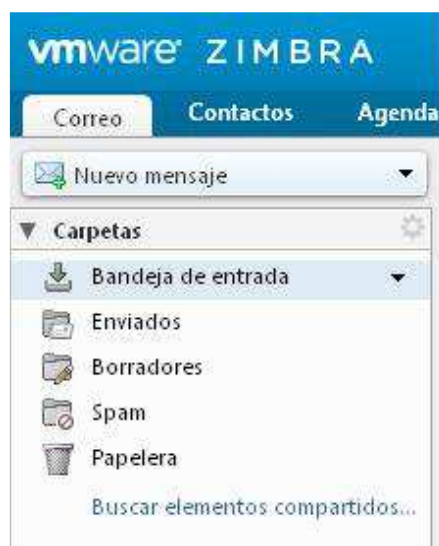 vmware ZIMBRA
Correo Contactos Agenda
Nuevo mensaje
Carpetas
Bandeja de entrada
Enviados
Borradores
Spam
Papelera
Buscar elementos compartidos...